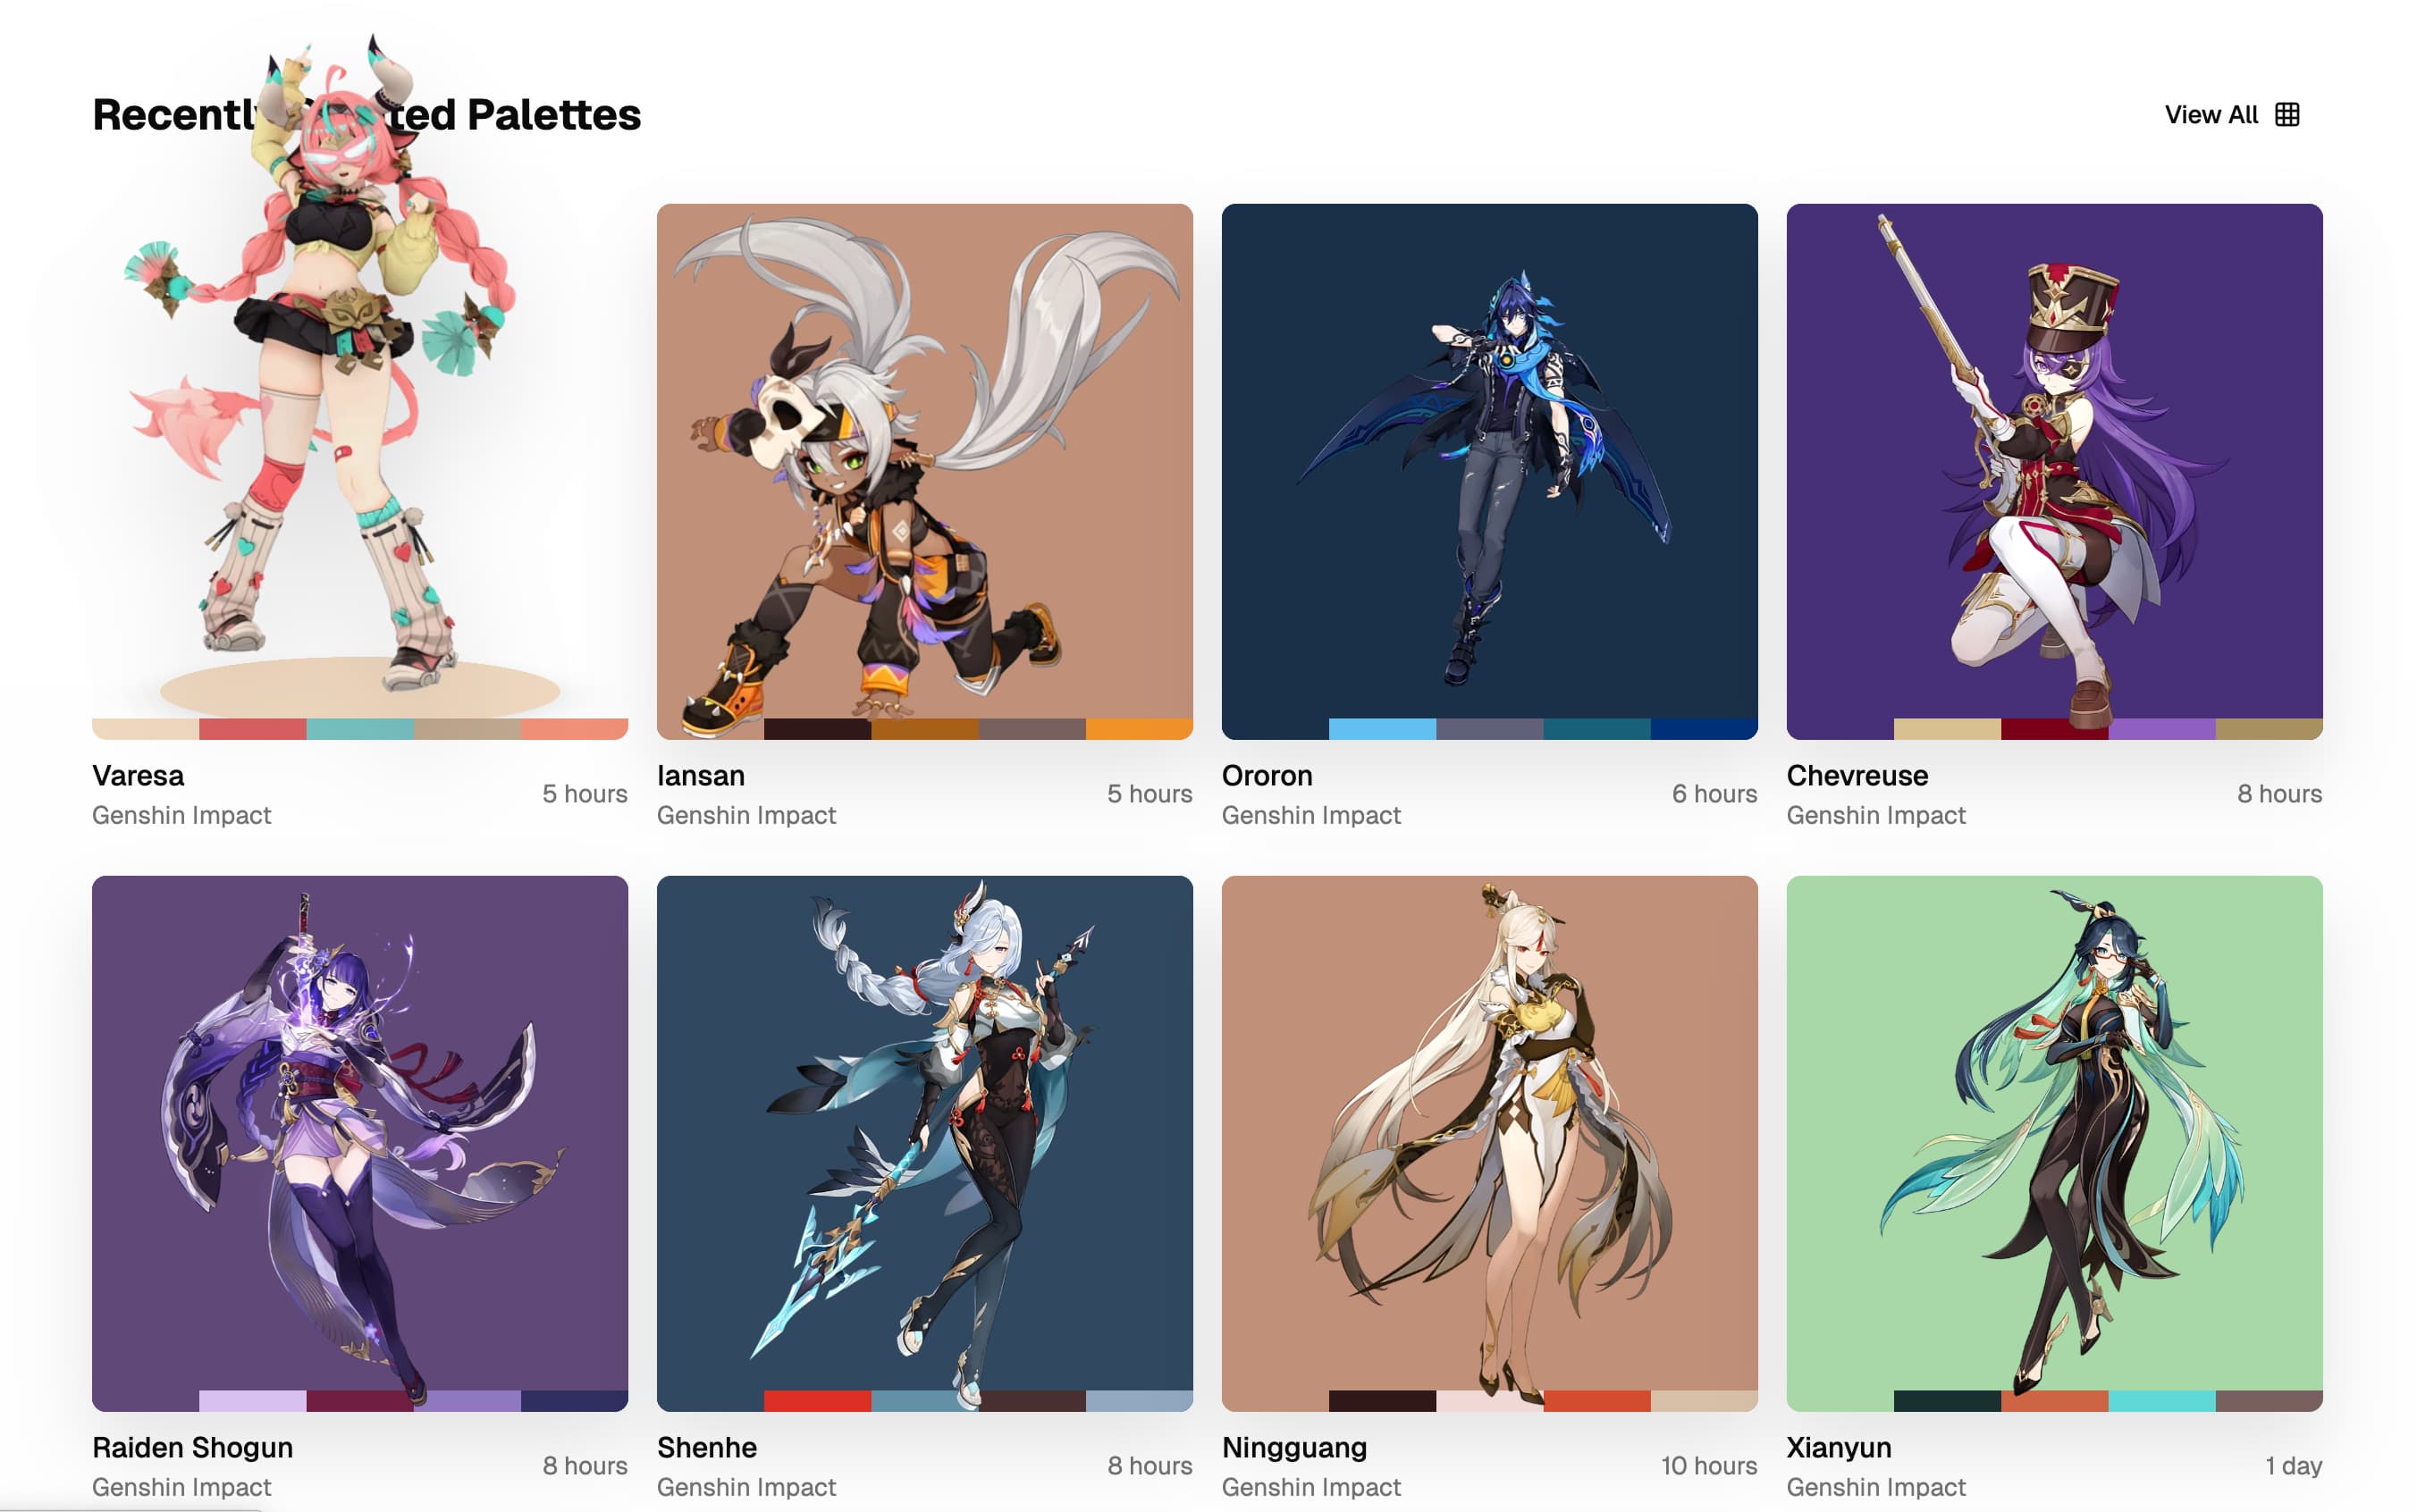 Recently ted Palettes
View All
Varesa
Genshin Impact
5 hours
Iansan
Genshin Impact
5 hours
Ororon
Genshin Impact
6 hours
Chevreuse
Genshin Impact
8 hours
Raiden Shogun
Genshin Impact
8 hours
Shenhe
Genshin Impact
8 hours
Ningguang
Genshin Impact
10 hours
Xianyun
Genshin Impact
1 day